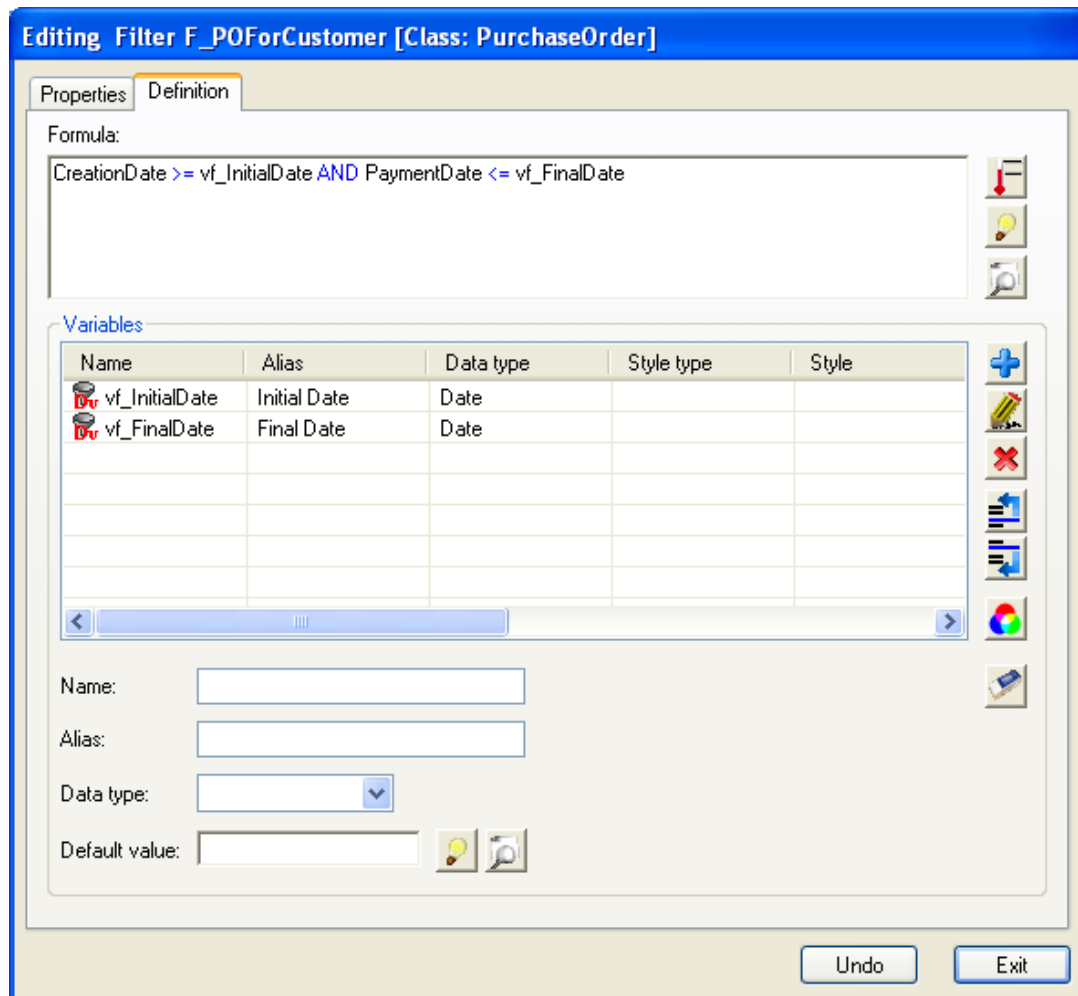 Editing Filter F_POForCustomer [Class: PurchaseOrder]
Properties Definition
Formula:
CreationDate >= vf_InitialDate AND PaymentDate <= vf_FinalDate
Variables
Name Alias Data type Style type Style
vf_InitialDate Initial Date Date
vf_FinalDate Final Date Date
Name:
Alias:
Data type:
Default value:
Undo Exit